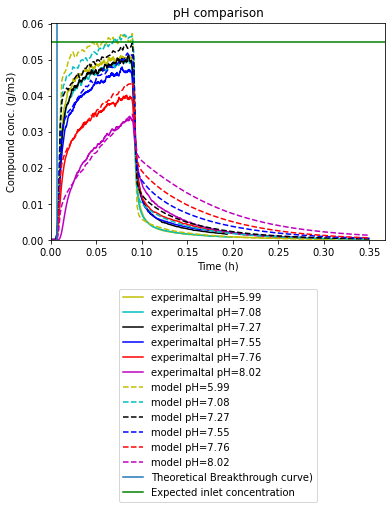 pH comparison
Compound conc. (g/m3)
0.06
0.05
0.04
0.03
0.02
0.01
0.00
0.00 0.05 0.10 0.15 0.20 0.25 0.30 0.35
Time (h)
experimaltal pH=5.99
experimaltal pH=7.08
experimaltal pH=7.27
experimaltal pH=7.55
experimaltal pH=7.76
experimaltal pH=8.02
model pH=5.99
model pH=7.08
model pH=7.27
model pH=7.55
model pH=7.76
model pH=8.02
Theoretical Breakthrough curve)
Expected inlet concentration